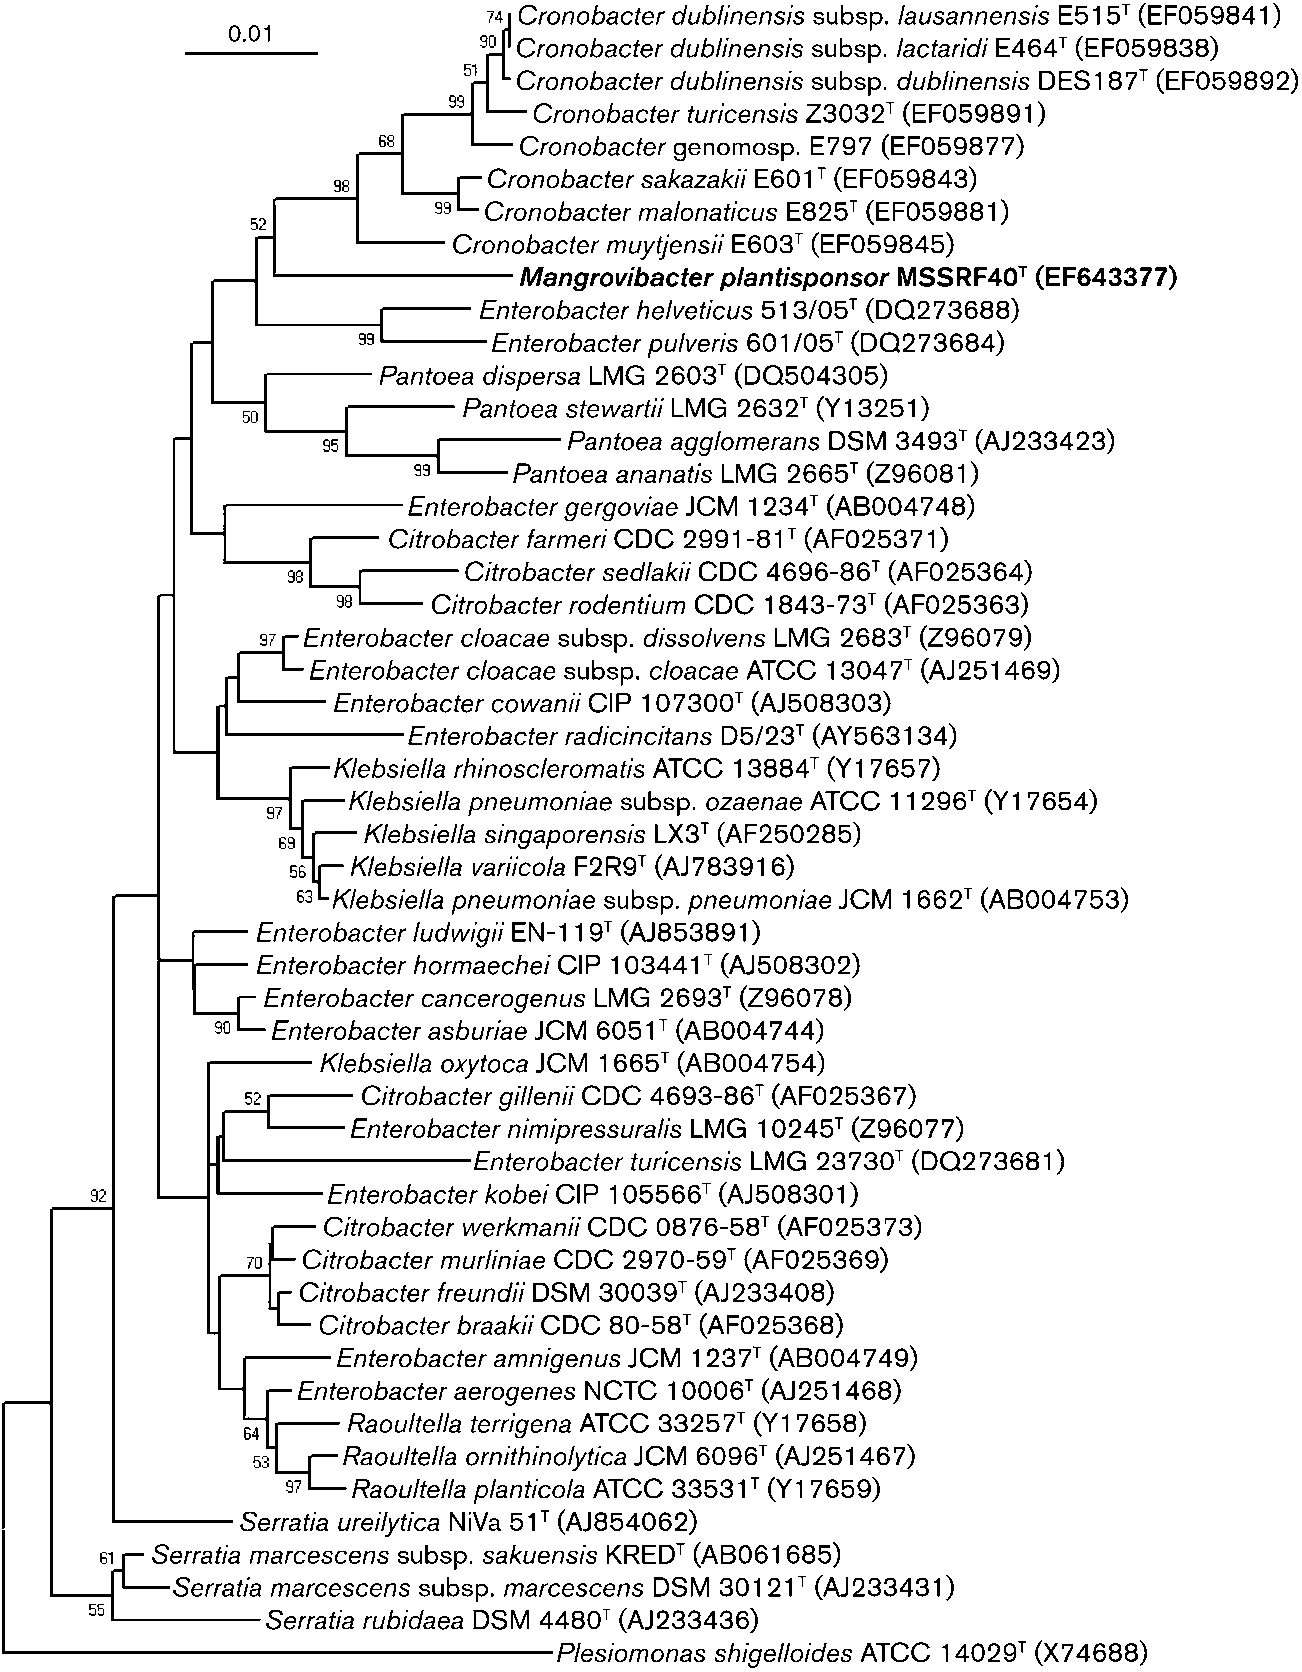 0.01
74
Cronobacter dublinensis subsp. lausannensis E515ᵀ (EF059841)
90
Cronobacter dublinensis subsp. lactaridi E464ᵀ (EF059838)
51
Cronobacter dublinensis subsp. dublinensis DES187ᵀ (EF059892)
99
Cronobacter turicensis Z3032ᵀ (EF059891)
68
Cronobacter genomosp. E797 (EF059877)
98
Cronobacter sakazakii E601ᵀ (EF059843)
99
Cronobacter malonaticus E825ᵀ (EF059881)
52
Cronobacter muytjensii E603ᵀ (EF059845)
Mangrovibacter plantisponsor MSSRF40ᵀ (EF643377)
Enterobacter helveticus 513/05ᵀ (DQ273688)
99
Enterobacter pulveris 601/05ᵀ (DQ273684)
Pantoea dispersa LMG 2603ᵀ (DQ504305)
50
Pantoea stewartii LMG 2632ᵀ (Y13251)
95
Pantoea agglomerans DSM 3493ᵀ (AJ233423)
99
Pantoea ananatis LMG 2665ᵀ (Z96081)
Enterobacter gergoviae JCM 1234ᵀ (AB004748)
Citrobacter farmeri CDC 2991-81ᵀ (AF025371)
98
Citrobacter sedlakii CDC 4696-86ᵀ (AF025364)
98
Citrobacter rodentium CDC 1843-73ᵀ (AF025363)
97
Enterobacter cloacae subsp. dissolvens LMG 2683ᵀ (Z96079)
Enterobacter cloacae subsp. cloacae ATCC 13047ᵀ (AJ251469)
Enterobacter cowanii CIP 107300ᵀ (AJ508303)
Enterobacter radicincitans D5/23ᵀ (AY563134)
Klebsiella rhinoscleromatis ATCC 13884ᵀ (Y17657)
97
Klebsiella pneumoniae subsp. ozaenae ATCC 11296ᵀ (Y17654)
69
Klebsiella singaporensis LX3ᵀ (AF250285)
56
Klebsiella variicola F2R9ᵀ (AJ783916)
63
Klebsiella pneumoniae subsp. pneumoniae JCM 1662ᵀ (AB004753)
Enterobacter ludwigii EN-119ᵀ (AJ853891)
Enterobacter hormaechei CIP 103441ᵀ (AJ508302)
Enterobacter cancerogenus LMG 2693ᵀ (Z96078)
90
Enterobacter asburiae JCM 6051ᵀ (AB004744)
Klebsiella oxytoca JCM 1665ᵀ (AB004754)
52
Citrobacter gillenii CDC 4693-86ᵀ (AF025367)
Enterobacter nimipressuralis LMG 10245ᵀ (Z96077)
Enterobacter turicensis LMG 23730ᵀ (DQ273681)
92
Enterobacter kobei CIP 105566ᵀ (AJ508301)
Citrobacter werkmanii CDC 0876-58ᵀ (AF025373)
70
Citrobacter murliniae CDC 2970-59ᵀ (AF025369)
Citrobacter freundii DSM 30039ᵀ (AJ233408)
Citrobacter braakii CDC 80-58ᵀ (AF025368)
Enterobacter amnigenus JCM 1237ᵀ (AB004749)
Enterobacter aerogenes NCTC 10006ᵀ (AJ251468)
64
Raoultella terrigena ATCC 33257ᵀ (Y17658)
53
Raoultella ornithinolytica JCM 6096ᵀ (AJ251467)
97
Raoultella planticola ATCC 33531ᵀ (Y17659)
Serratia ureilytica NiVa 51ᵀ (AJ854062)
61
Serratia marcescens subsp. sakuensis KREDᵀ (AB061685)
Serratia marcescens subsp. marcescens DSM 30121ᵀ (AJ233431)
55
Serratia rubidaea DSM 4480ᵀ (AJ233436)
Plesiomonas shigelloides ATCC 14029ᵀ (X74688)